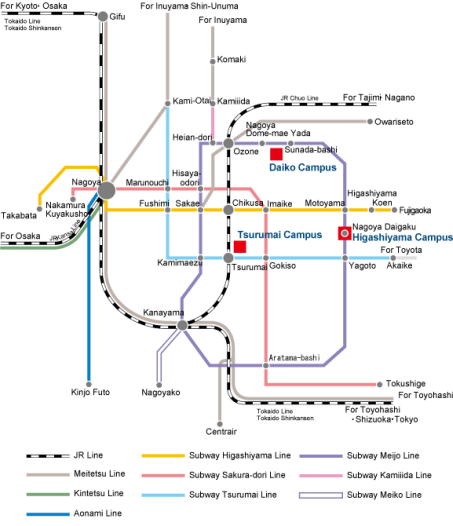 For Kyoto・Osaka
Tokaido Line
Tokaido Shinkansen
Gifu
For Inuyama Shin-Unuma
For Inuyama
Komaki
JR Chuo Line
For Tajimi・Nagano
Kami-Otai
Kamiiida
Owariseto
Heian-dori
Nagoya
Dome-mae Yada
Ozone
Sunada-bashi
Daiko Campus
Nagoya
Marunouchi
Hisaya-
odori
Nakamura
Kuyakusho
Takabata
Fushimi
Sakae
Chikusa
Imaike
Motoyama
Higashiyama
Koen
Fujigaoka
For Osaka
JR Kansai Line
Tsurumai Campus
Nagoya Daigaku
Higashiyama Campus
For Toyota
Kamimaezu
Tsurumai
Gokiso
Yagoto
Akaike
Kanayama
Aratama-bashi
Kinjo Futo
Nagoyako
Tokushige
For Toyohashi
Tokaido Line
Tokaido Shinkansen
For Toyohashi
・Shizuoka・Tokyo
Centrair
JR Line
Subway Higashiyama Line
Subway Meijo Line
Meitetsu Line
Subway Sakura-dori Line
Subway Kamiiida Line
Kintetsu Line
Subway Tsurumai Line
Subway Meiko Line
Aonami Line